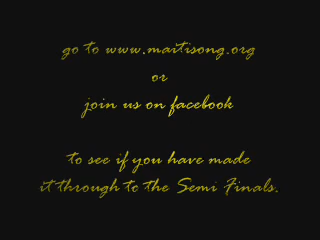 go to www.maitisong.org
or
join us on facebook
to see if you have made
it through to the Semi Finals.